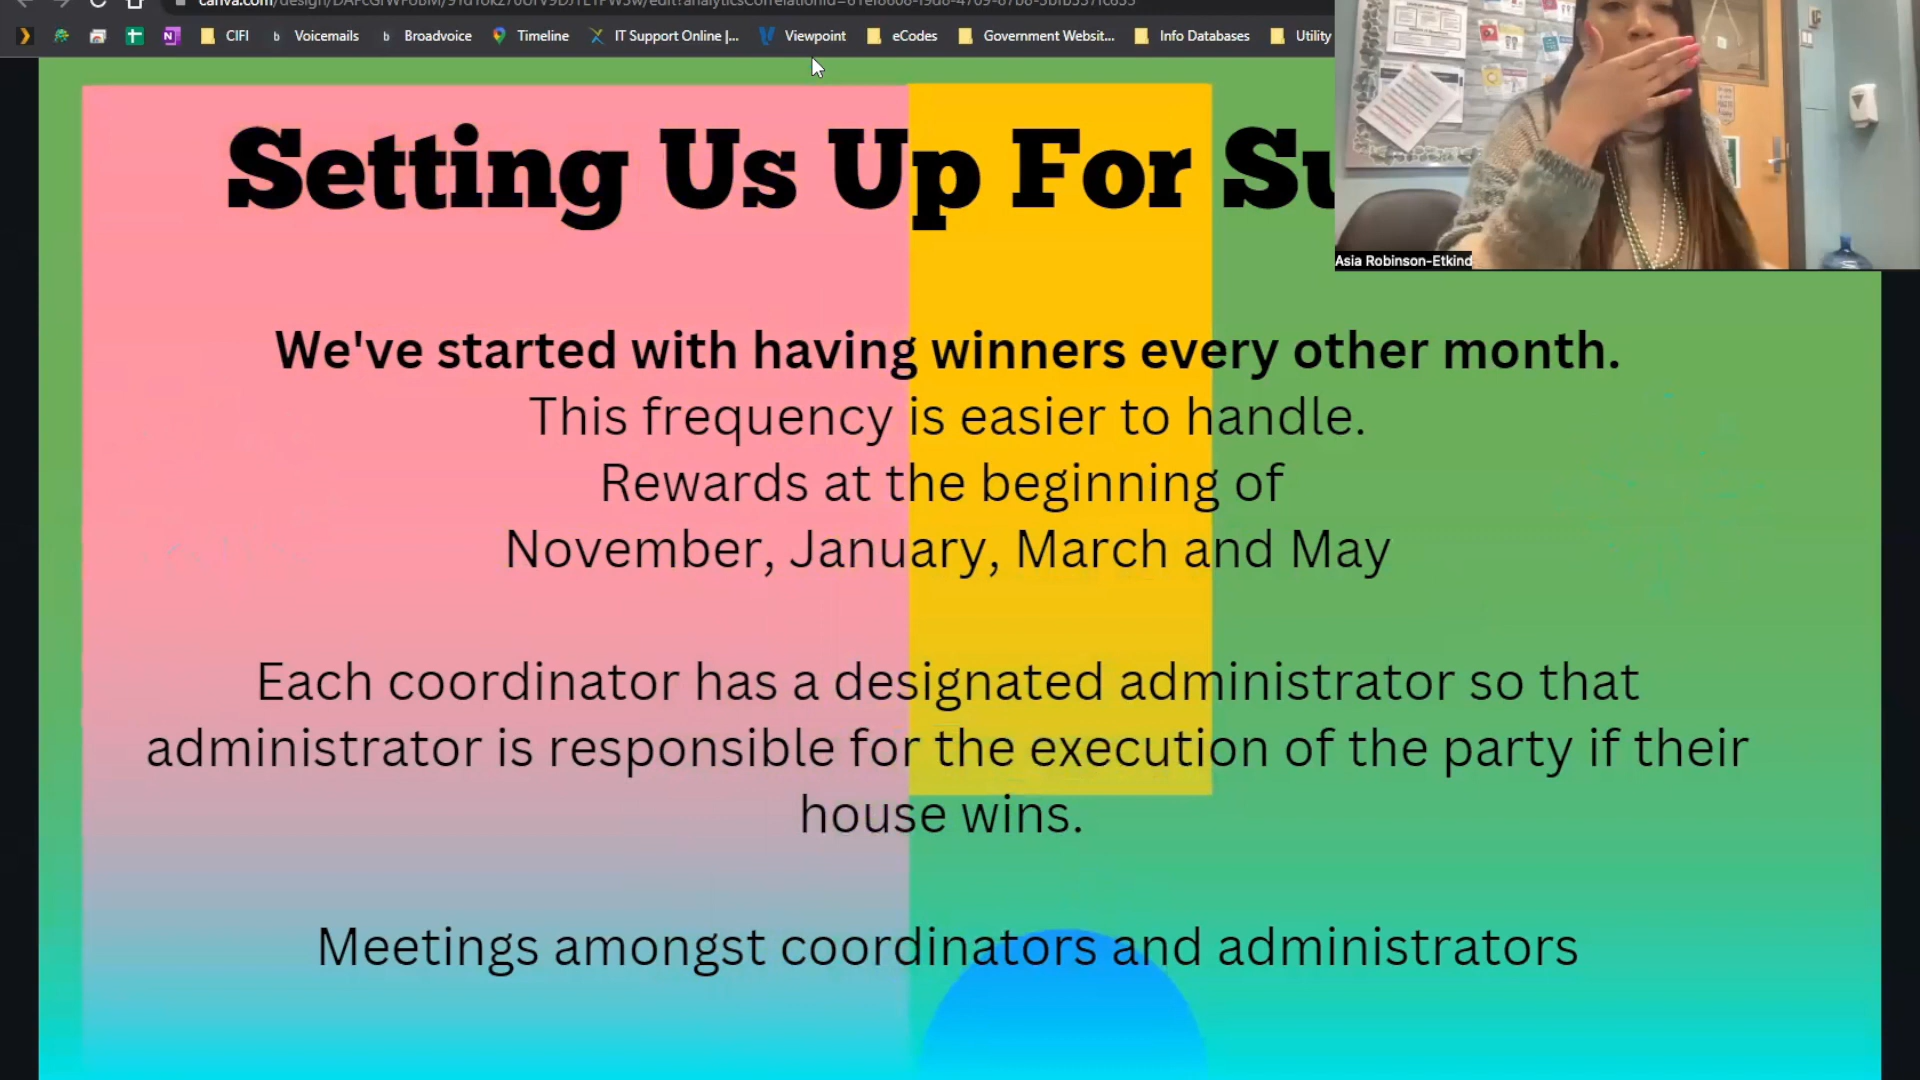 CIFI
Voicemails
Broadvoice
Timeline
IT Support Online |...
Viewpoint
eCodes
Government Websit...
Info Databases
Utility
Setting Us Up For Su
Asia Robinson-Etkind
We've started with having winners every other month.
This frequency is easier to handle.
Rewards at the beginning of
November, January, March and May
Each coordinator has a designated administrator so that
administrator is responsible for the execution of the party if their
house wins.
Meetings amongst coordinators and administrators